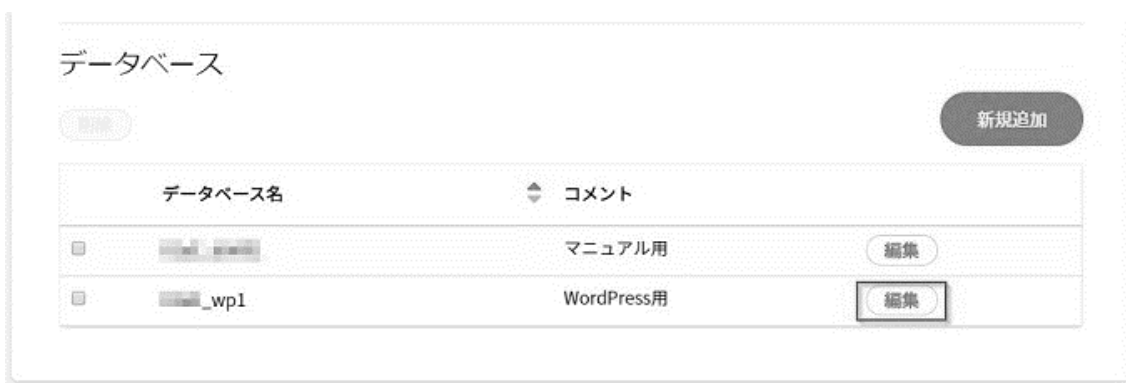 データベース
削除
新規追加
データベース名 コメント
マニュアル用 編集
_wp1 WordPress用 編集